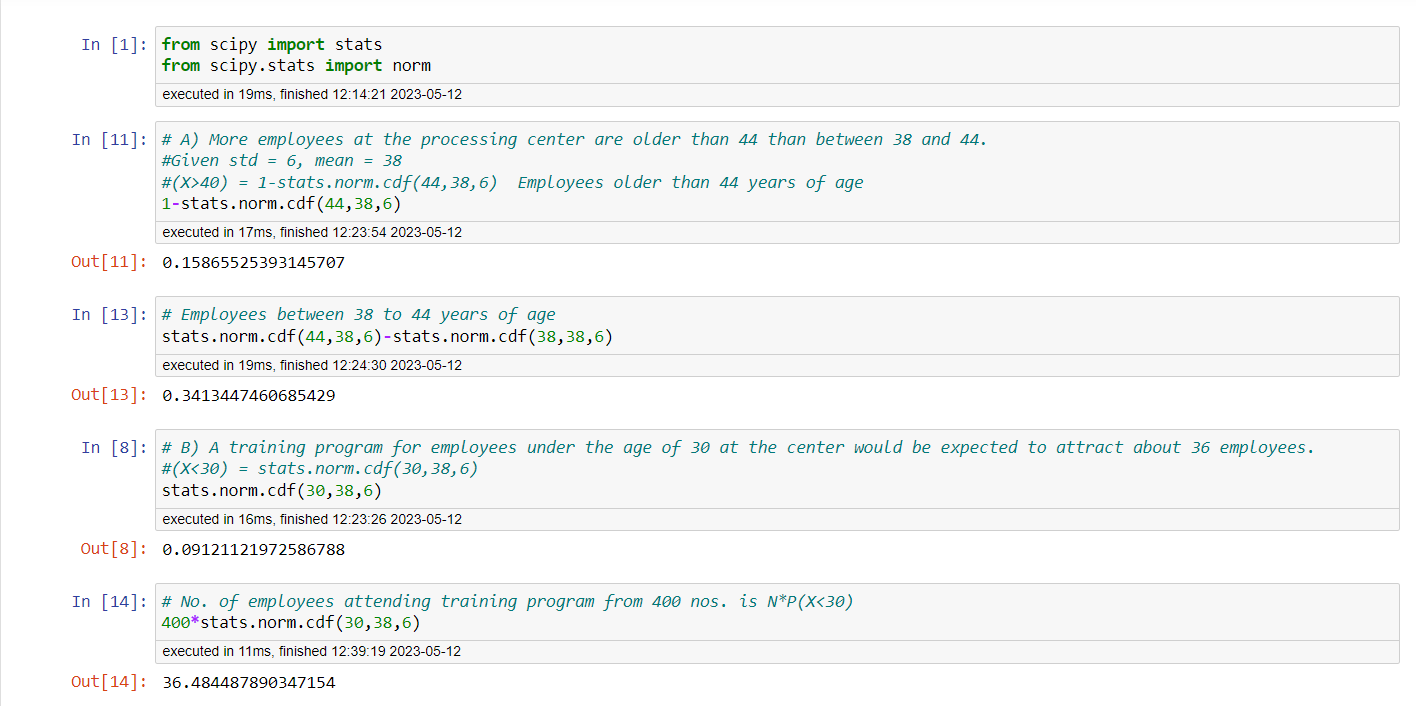 In [1]: from scipy import stats
from scipy.stats import norm
executed in 19ms, finished 12:14:21 2023-05-12
In [11]: # A) More employees at the processing center are older than 44 than between 38 and 44.
#Given std = 6, mean = 38
#(X>40) = 1-stats.norm.cdf(44,38,6)  Employees older than 44 years of age
1-stats.norm.cdf(44,38,6)
executed in 17ms, finished 12:23:54 2023-05-12
Out[11]: 0.15865525393145707
In [13]: # Employees between 38 to 44 years of age
stats.norm.cdf(44,38,6)-stats.norm.cdf(38,38,6)
executed in 19ms, finished 12:24:30 2023-05-12
Out[13]: 0.3413447460685429
In [8]: # B) A training program for employees under the age of 30 at the center would be expected to attract about 36 employees.
#(X<30) = stats.norm.cdf(30,38,6)
stats.norm.cdf(30,38,6)
executed in 16ms, finished 12:23:26 2023-05-12
Out[8]: 0.09121121972586788
In [14]: # No. of employees attending training program from 400 nos. is N*P(X<30)
400*stats.norm.cdf(30,38,6)
executed in 11ms, finished 12:39:19 2023-05-12
Out[14]: 36.484487890347154